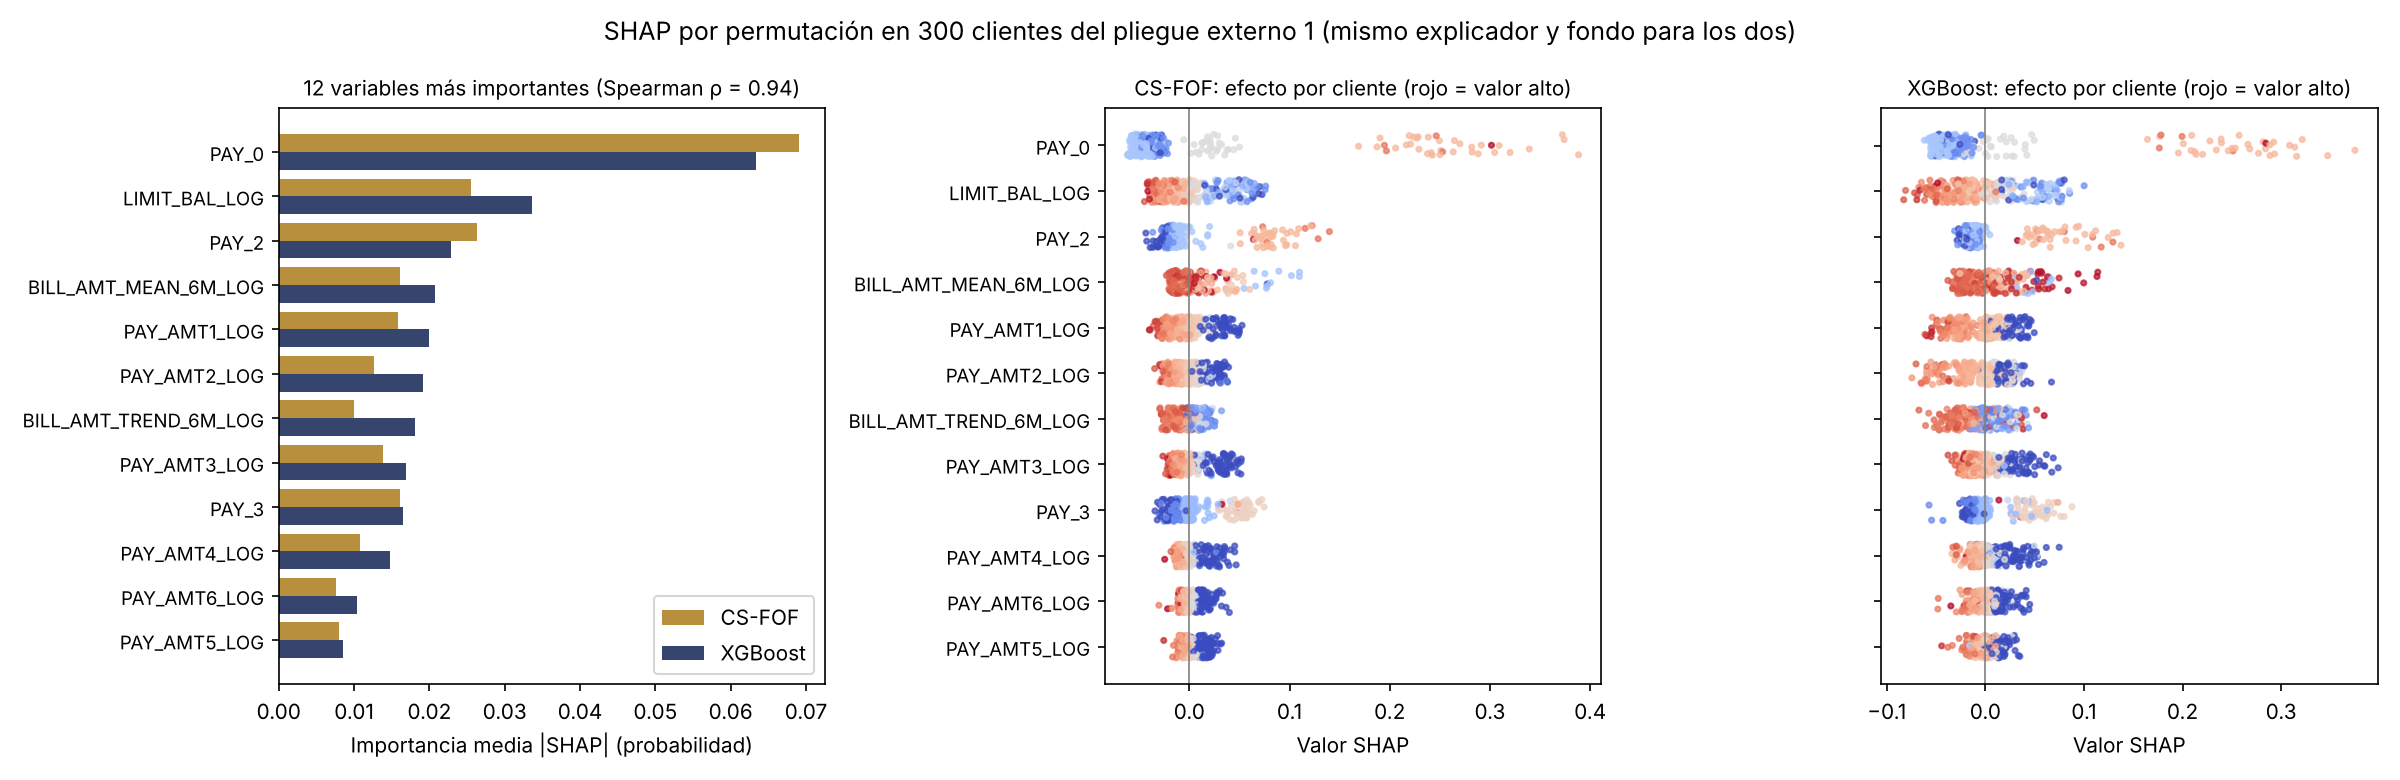 SHAP por permutación en 300 clientes del pliegue externo 1 (mismo explicador y fondo para los dos)
12 variables más importantes (Spearman ρ = 0.94)
PAY_0
LIMIT_BAL_LOG
PAY_2
BILL_AMT_MEAN_6M_LOG
PAY_AMT1_LOG
PAY_AMT2_LOG
BILL_AMT_TREND_6M_LOG
PAY_AMT3_LOG
PAY_3
PAY_AMT4_LOG
PAY_AMT6_LOG
PAY_AMT5_LOG
CS-FOF
XGBoost
0.00 0.01 0.02 0.03 0.04 0.05 0.06 0.07
Importancia media |SHAP| (probabilidad)
CS-FOF: efecto por cliente (rojo = valor alto)
PAY_0
LIMIT_BAL_LOG
PAY_2
BILL_AMT_MEAN_6M_LOG
PAY_AMT1_LOG
PAY_AMT2_LOG
BILL_AMT_TREND_6M_LOG
PAY_AMT3_LOG
PAY_3
PAY_AMT4_LOG
PAY_AMT6_LOG
PAY_AMT5_LOG
0.0 0.1 0.2 0.3 0.4
Valor SHAP
XGBoost: efecto por cliente (rojo = valor alto)
−0.1 0.0 0.1 0.2 0.3
Valor SHAP